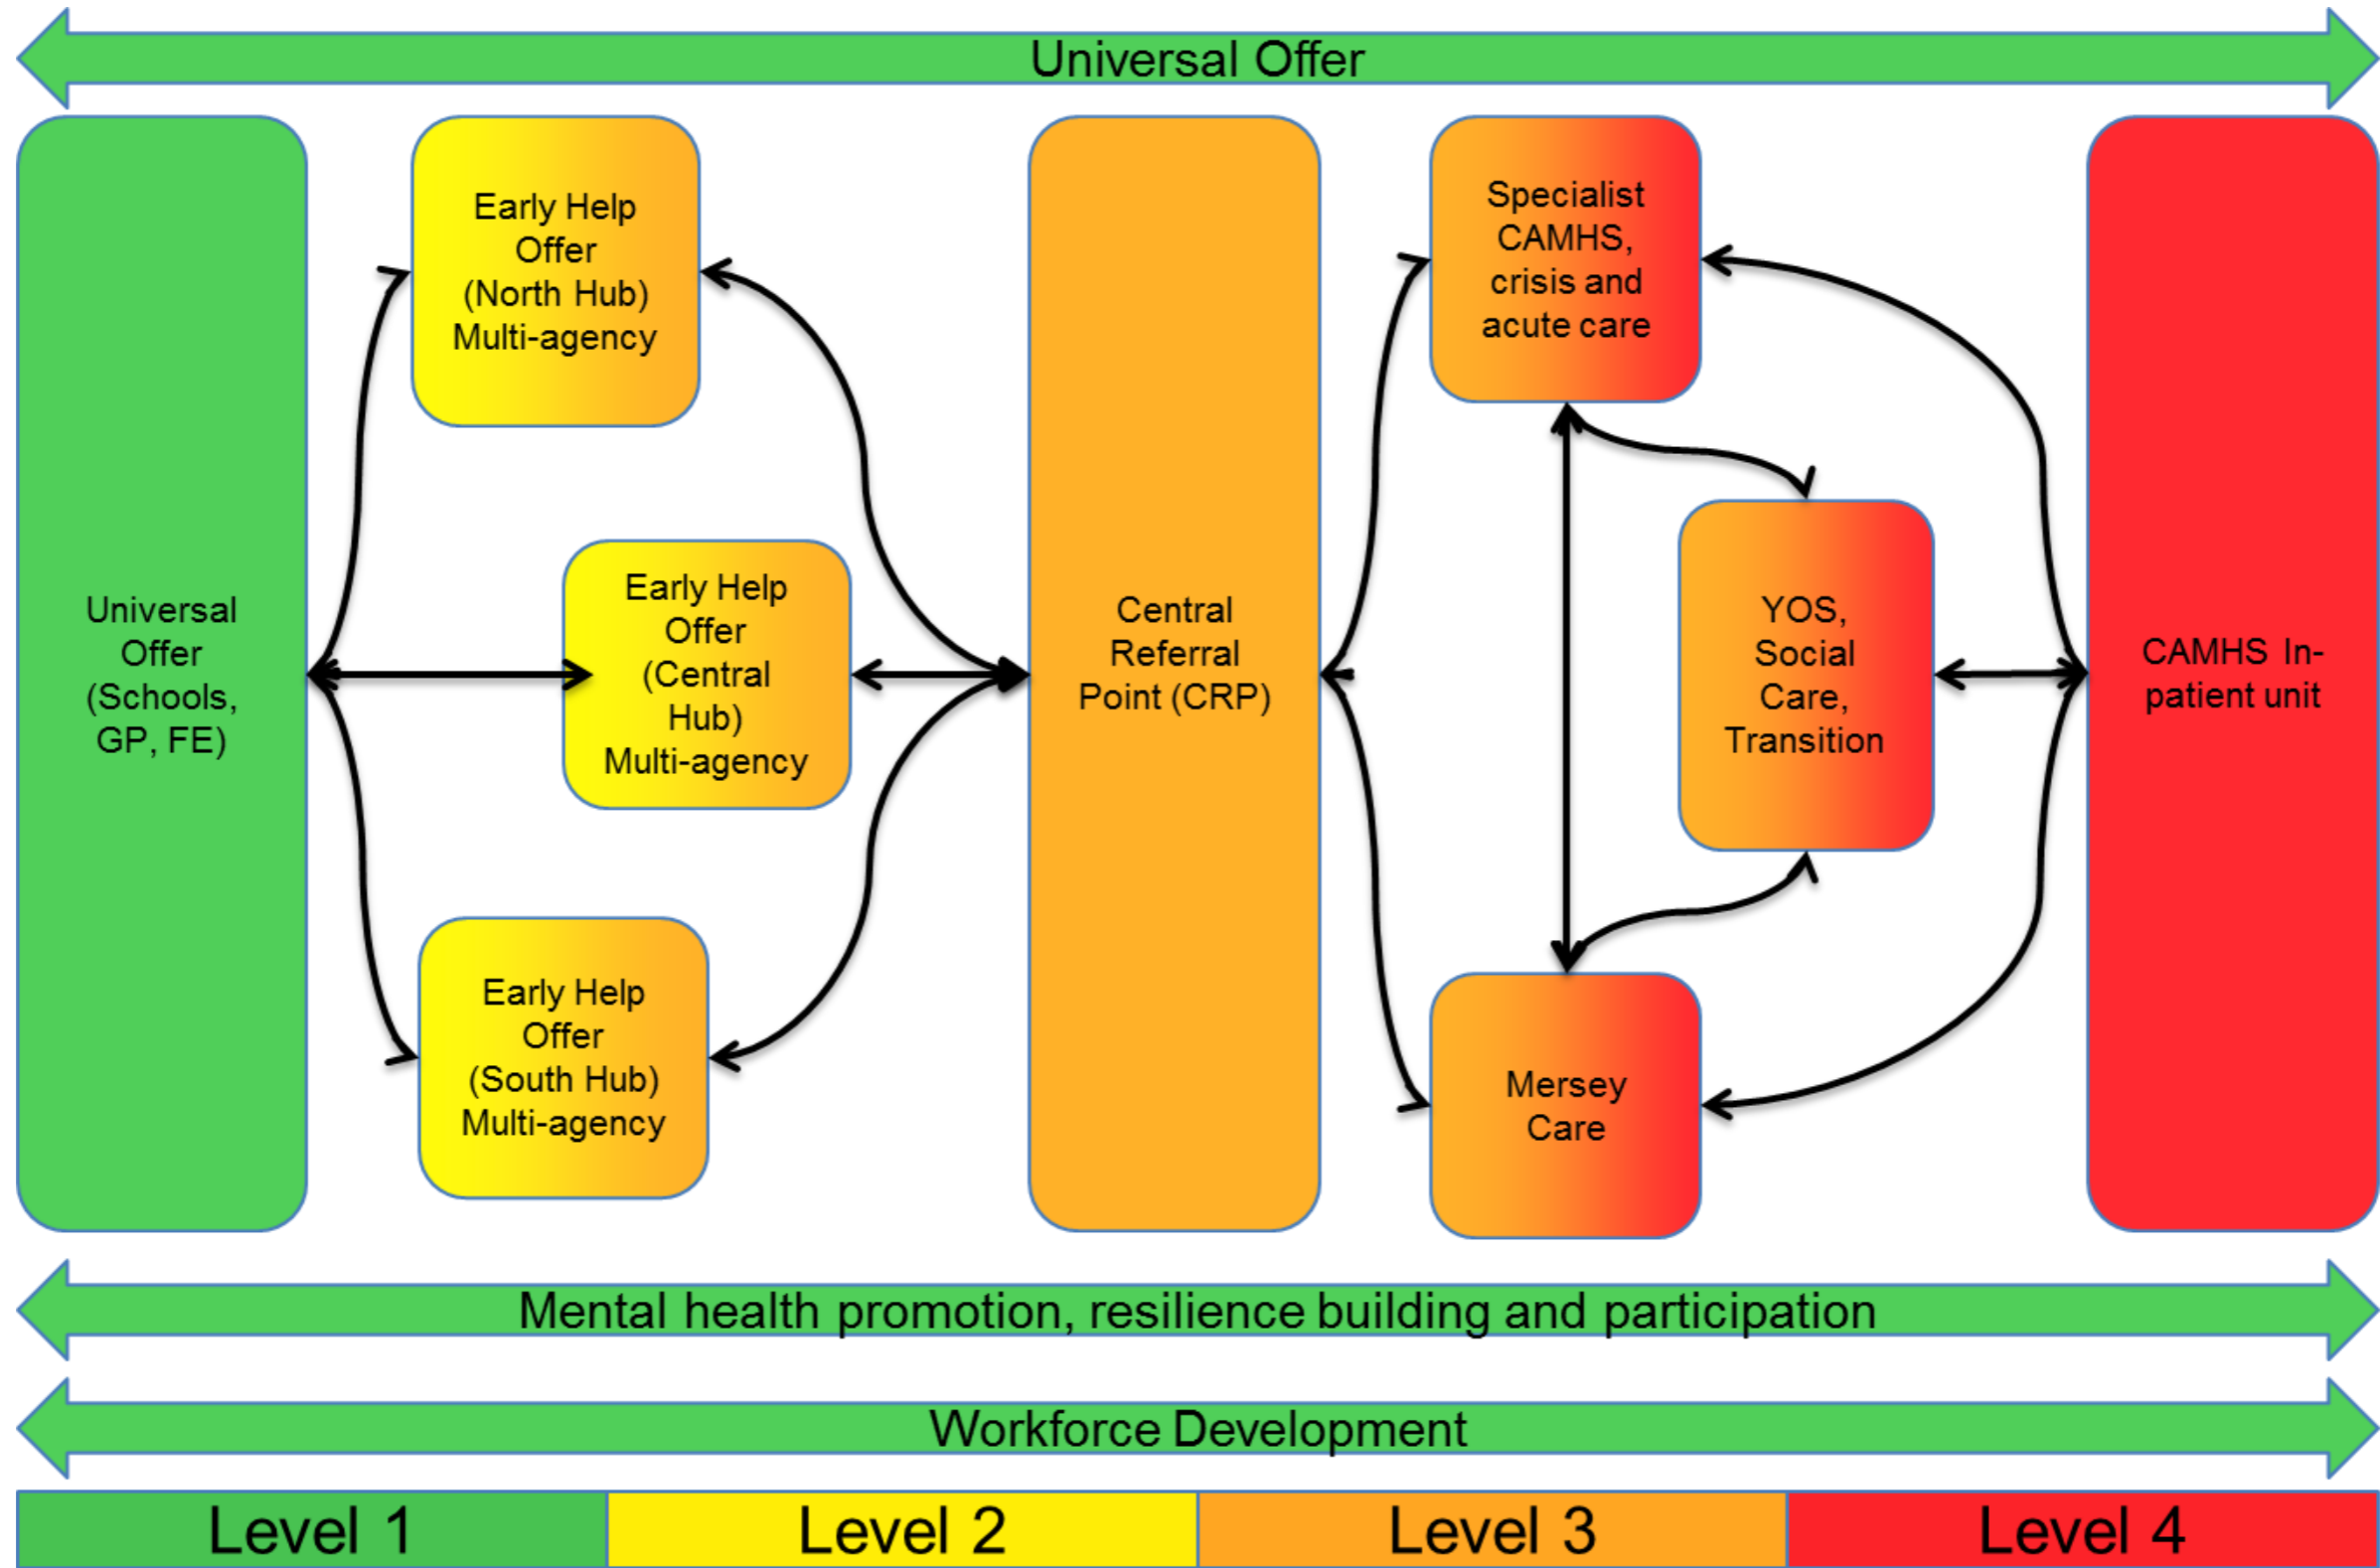 Universal Offer
Universal
Offer
(Schools,
GP, FE)
Early Help
Offer
(North Hub)
Multi-agency
Early Help
Offer
(Central
Hub)
Multi-agency
Early Help
Offer
(South Hub)
Multi-agency
Central
Referral
Point (CRP)
Specialist
CAMHS,
crisis and
acute care
YOS,
Social
Care,
Transition
Mersey
Care
CAMHS In-
patient unit
Mental health promotion, resilience building and participation
Workforce Development
Level 1
Level 2
Level 3
Level 4